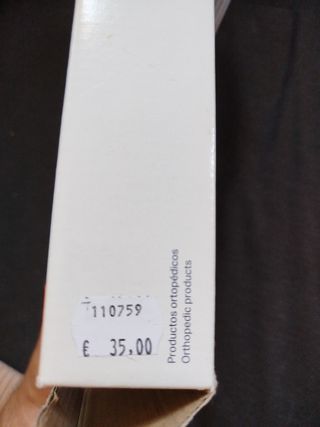 110759
€ 35,00
Productos ortopédicos
Orthopedic products